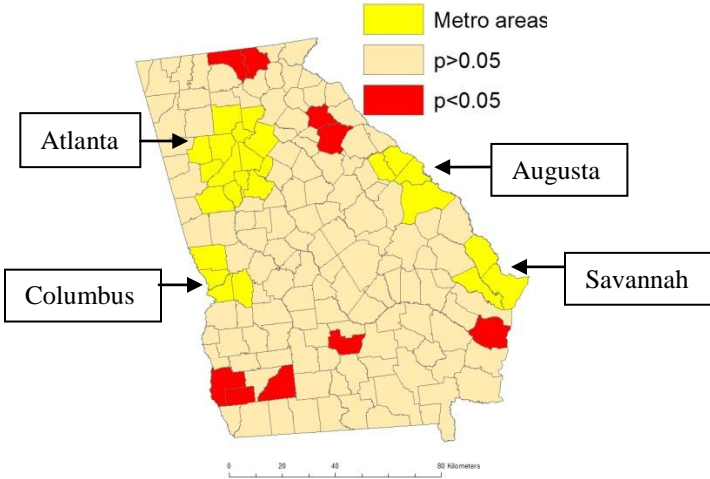 Metro areas
p>0.05
p<0.05
Atlanta
Augusta
Columbus
Savannah
0 20 40 80 Kilometers